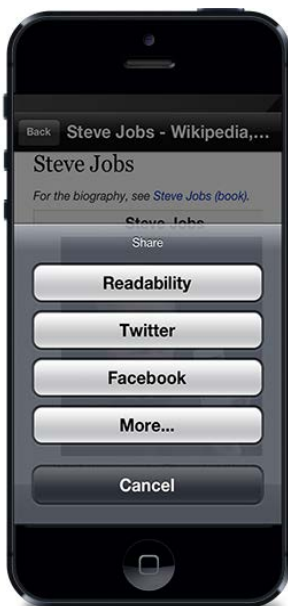 Back Steve Jobs - Wikipedia,...
Steve Jobs
For the biography, see Steve Jobs (book).
Steve Jobs
Share
Readability
Twitter
Facebook
More...
Cancel